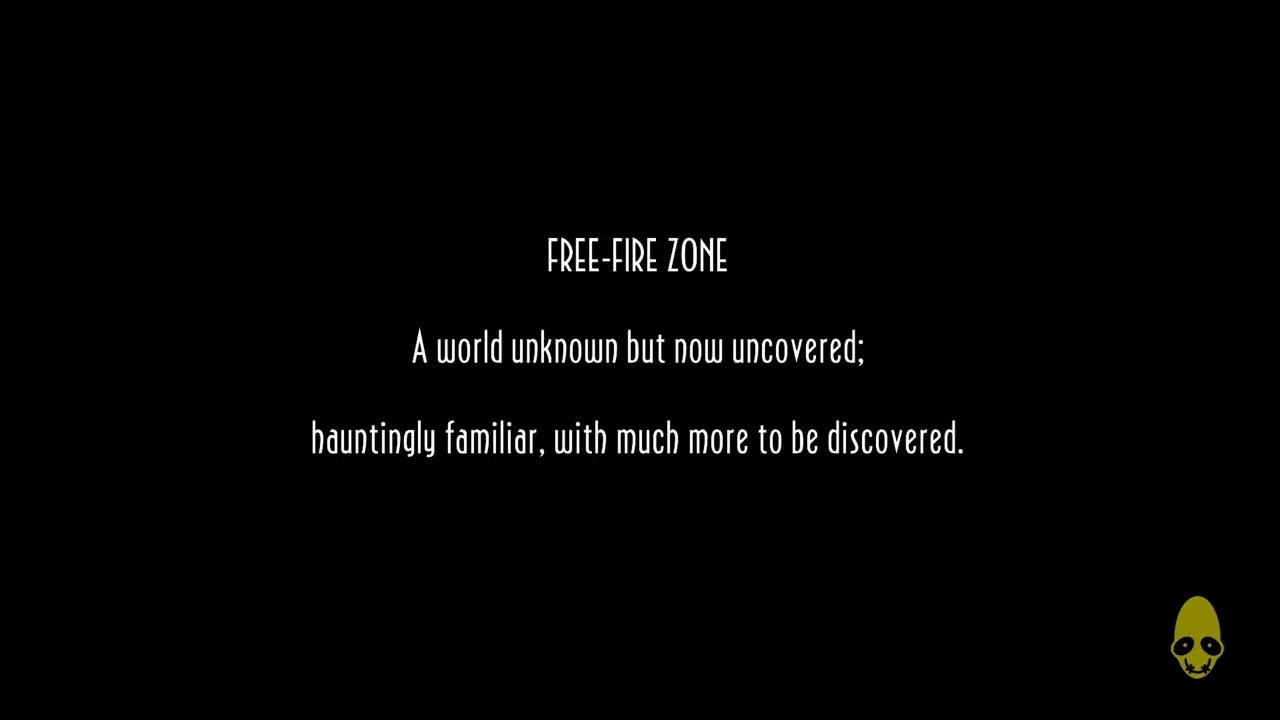 FREE-FIRE ZONE
A world unknown but now uncovered;
hauntingly familiar, with much more to be discovered.